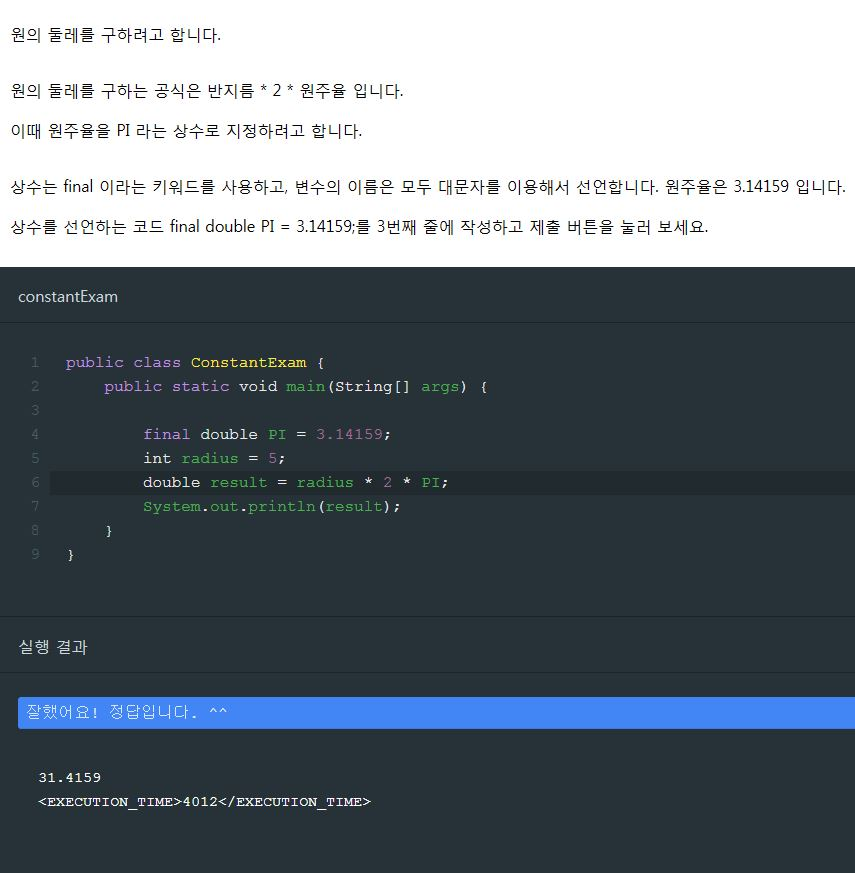 원의 둘레를 구하려고 합니다.
원의 둘레를 구하는 공식은 반지름 * 2 * 원주율 입니다.
이때 원주율을 PI 라는 상수로 지정하려고 합니다.
상수는 final 이라는 키워드를 사용하고, 변수의 이름은 모두 대문자를 이용해서 선언합니다. 원주율은 3.14159 입니다.
상수를 선언하는 코드 final double PI = 3.14159;를 3번째 줄에 작성하고 제출 버튼을 눌러 보세요.
constantExam
1 public class ConstantExam {
2     public static void main(String[] args) {
3
4         final double PI = 3.14159;
5         int radius = 5;
6         double result = radius * 2 * PI;
7         System.out.println(result);
8     }
9 }
실행 결과
잘했어요! 정답입니다. ^^
31.4159
<EXECUTION_TIME>4012</EXECUTION_TIME>